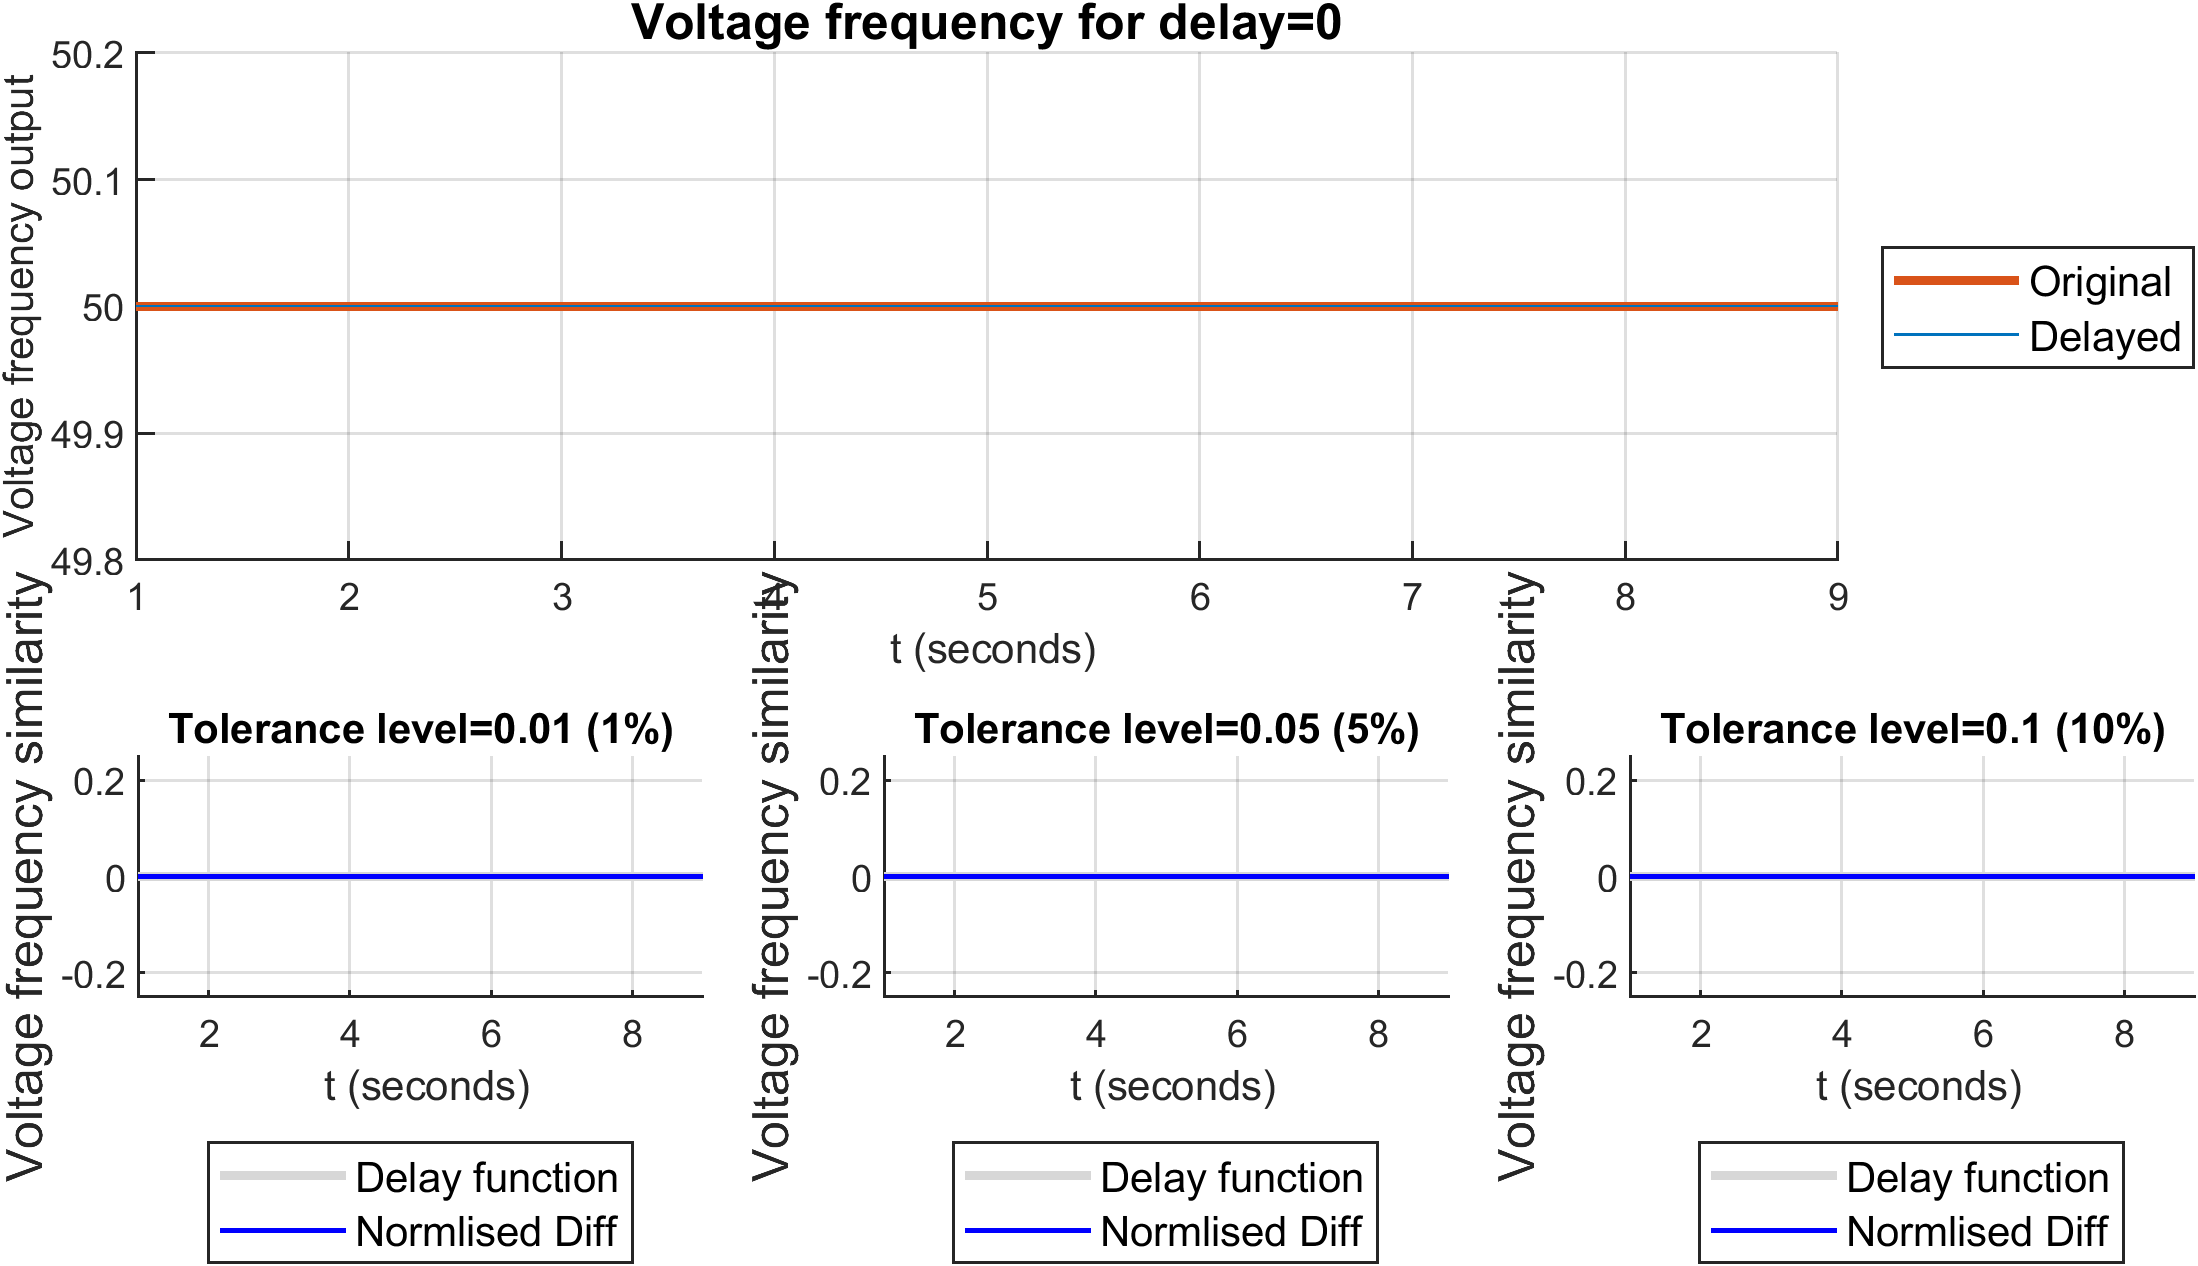 Voltage frequency for delay=0
Voltage frequency output
50.2
50.1
50
49.9
49.8
1 2 3 4 5 6 7 8 9
t (seconds)
Original
Delayed
Voltage frequency similarity
Tolerance level=0.01 (1%)
0.2
0
-0.2
2 4 6 8
t (seconds)
Delay function
Normlised Diff
Voltage frequency similarity
Tolerance level=0.05 (5%)
0.2
0
-0.2
2 4 6 8
t (seconds)
Delay function
Normlised Diff
Voltage frequency similarity
Tolerance level=0.1 (10%)
0.2
0
-0.2
2 4 6 8
t (seconds)
Delay function
Normlised Diff